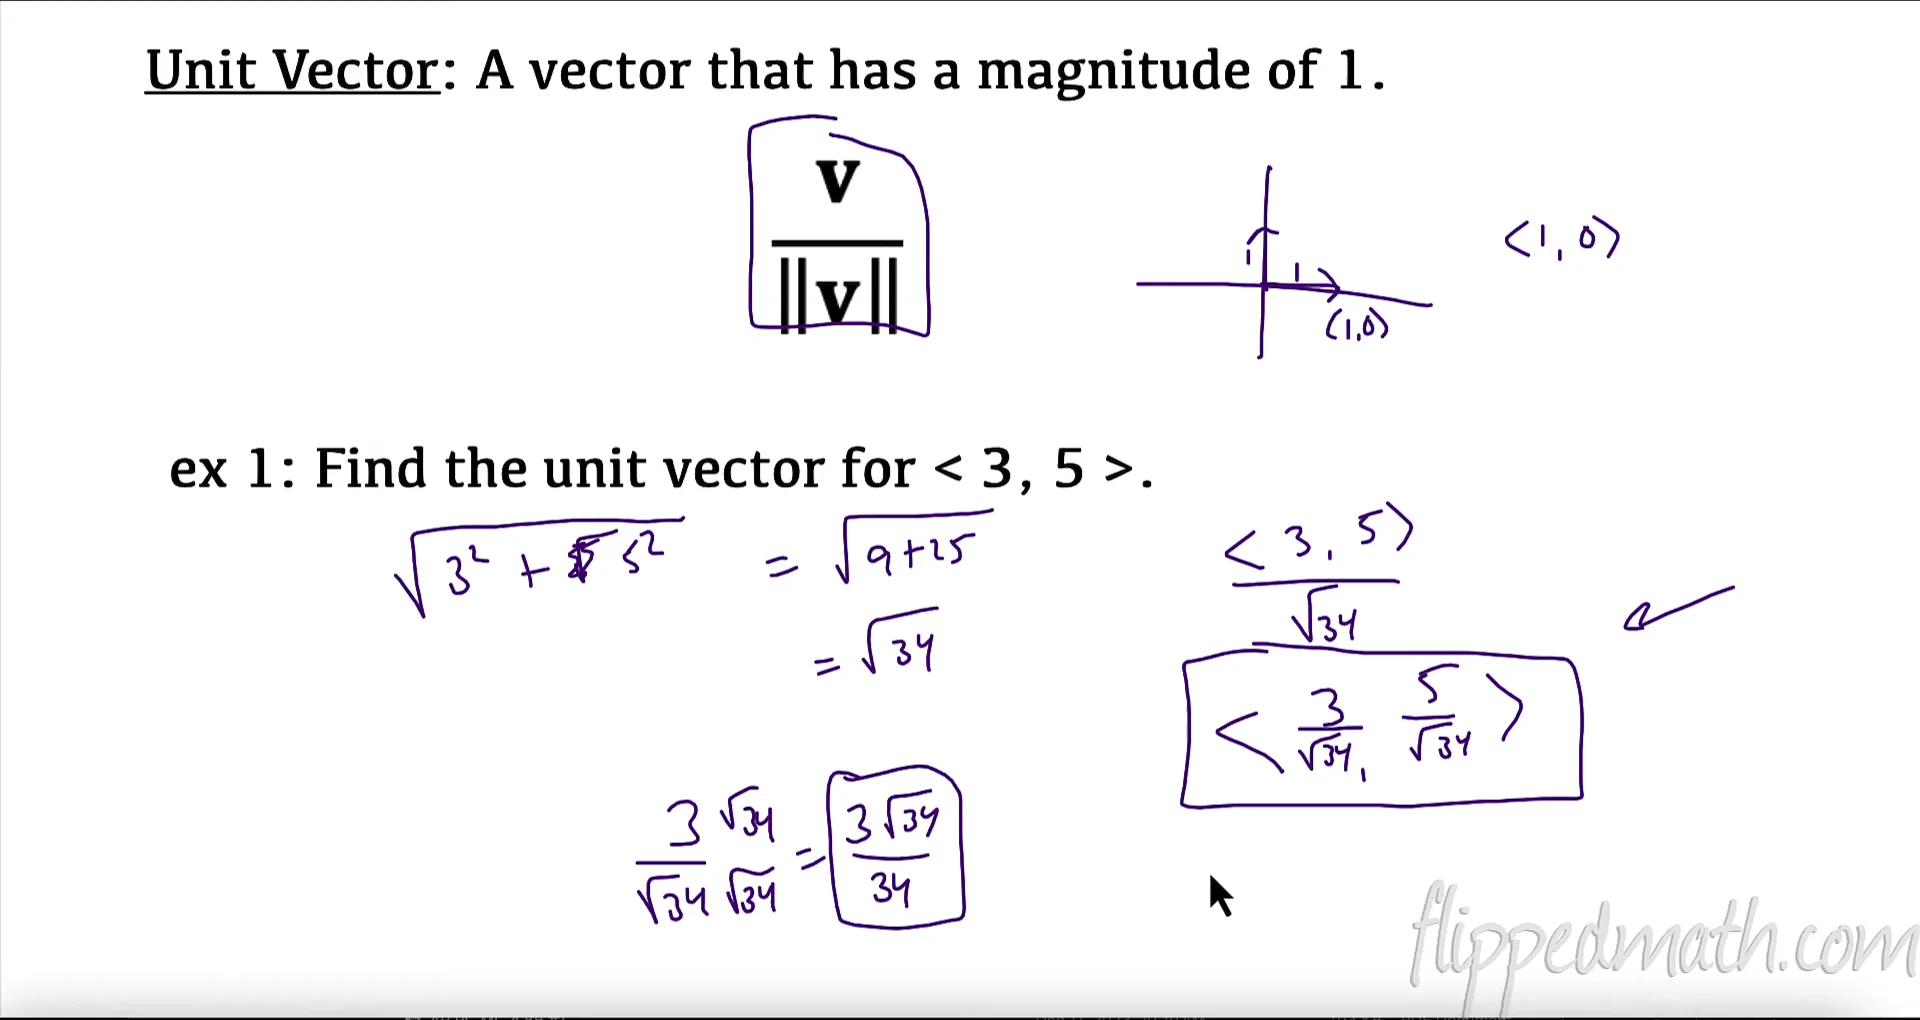 Unit Vector: A vector that has a magnitude of 1.
v
||v||
1
1
(1,0)
<1, 0>
ex 1: Find the unit vector for < 3, 5 >.
√(3² + 5²) = √(9+25)
= √34
<3, 5>
√34
<3/√34, 5/√34>
3 √34 / √34 √34 = 3√34 / 34
flippedmath.com